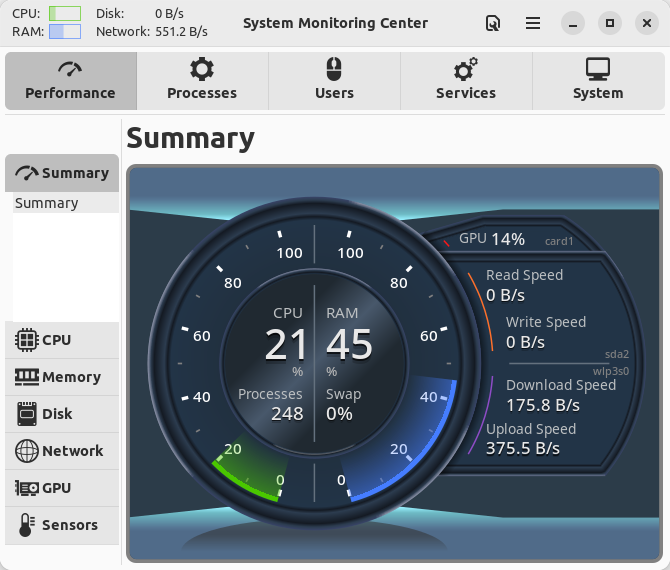 CPU:
RAM:
Disk: 0 B/s
Network: 551.2 B/s
System Monitoring Center
Performance
Processes
Users
Services
System
Summary
Summary
CPU
Memory
Disk
Network
GPU
Sensors
Summary
GPU 14% card1
100 100
80 80
60 60
40 40
20 20
0 0
CPU
21
%
Processes
248
RAM
45
%
Swap
0%
Read Speed
0 B/s
Write Speed
0 B/s
sda2
wlp3s0
Download Speed
175.8 B/s
Upload Speed
375.5 B/s